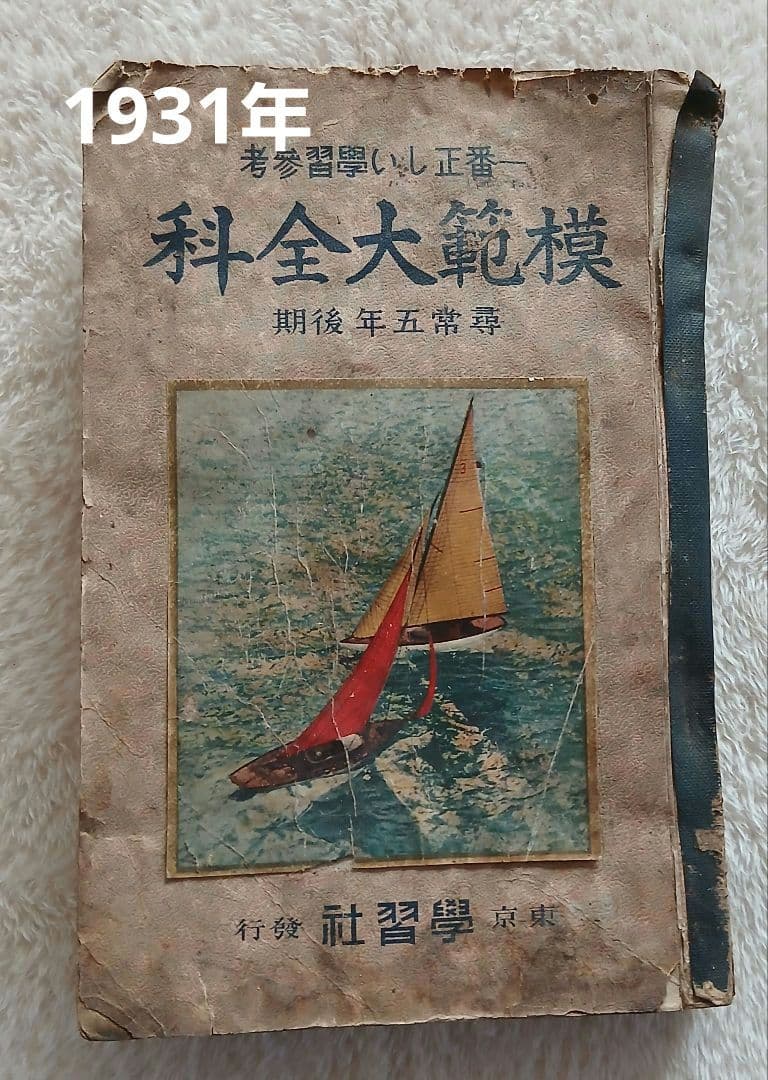 1931年
一番正しい學習參考
模範大全科
尋常五年後期
3
東京 學習社 發行